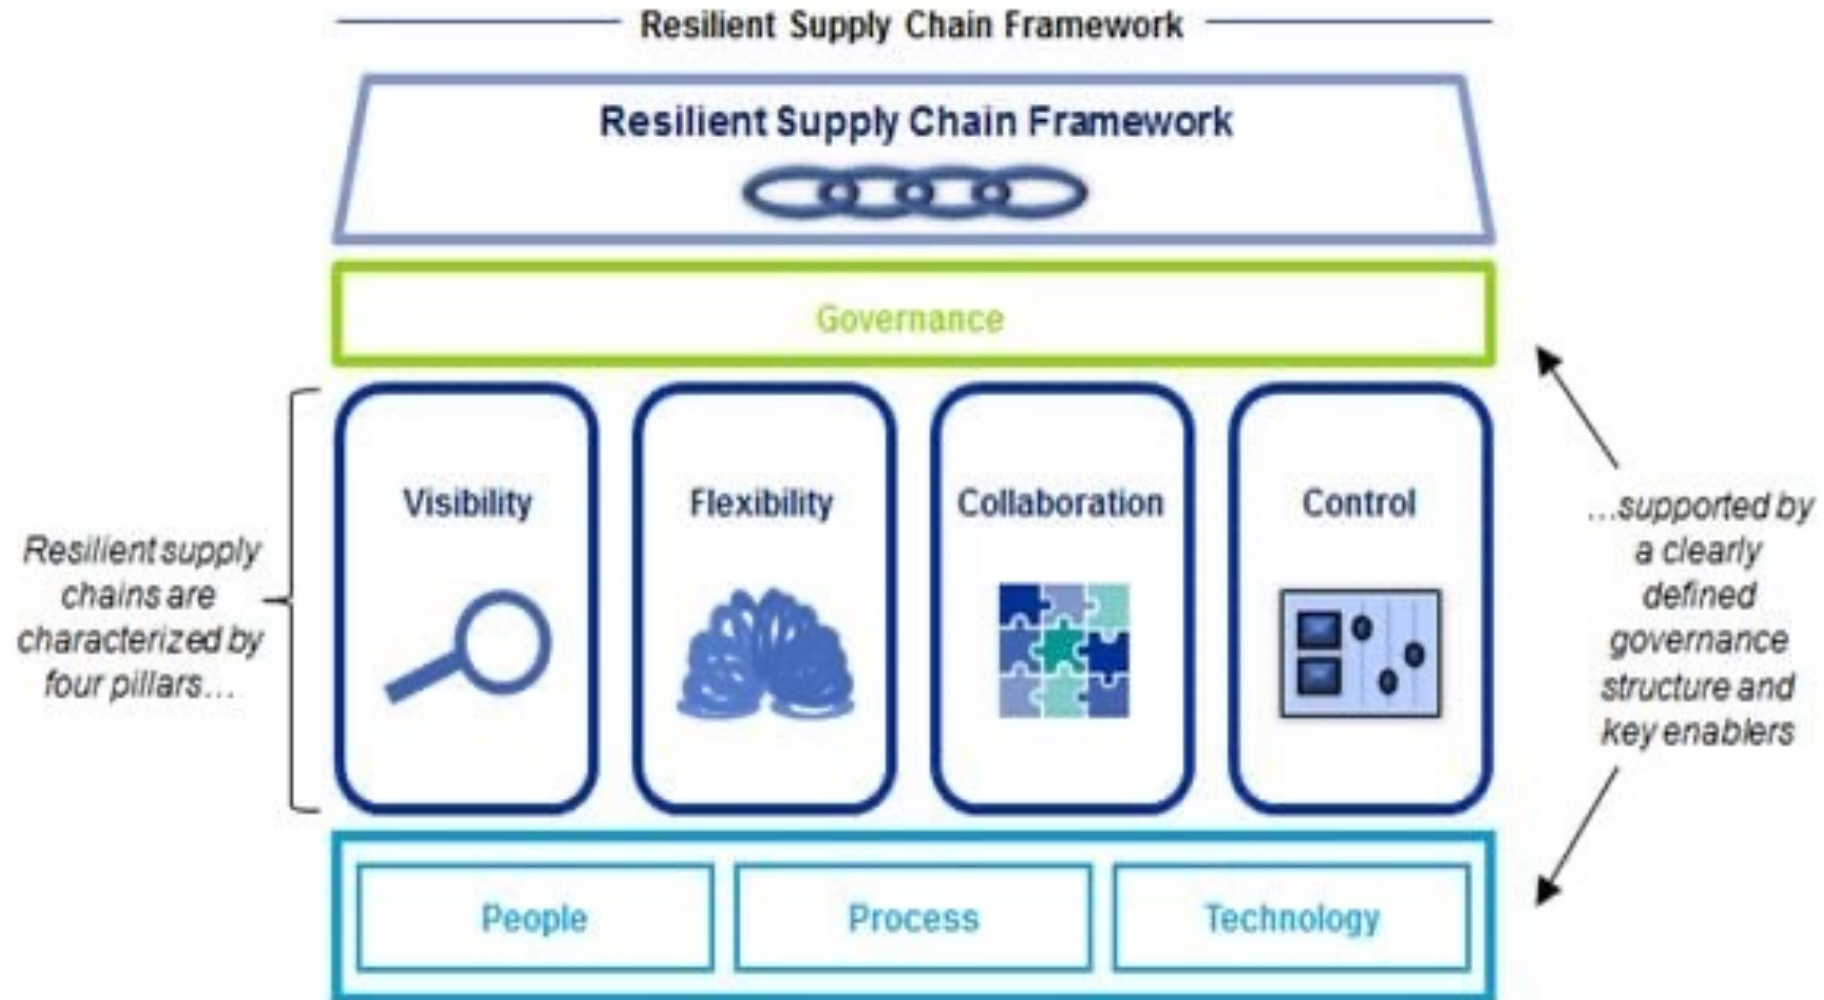 Resilient Supply Chain Framework
Resilient Supply Chain Framework
Governance
Resilient supply
chains are
characterized by
four pillars...
Visibility
Flexibility
Collaboration
Control
...supported by
a clearly
defined
governance
structure and
key enablers
People
Process
Technology